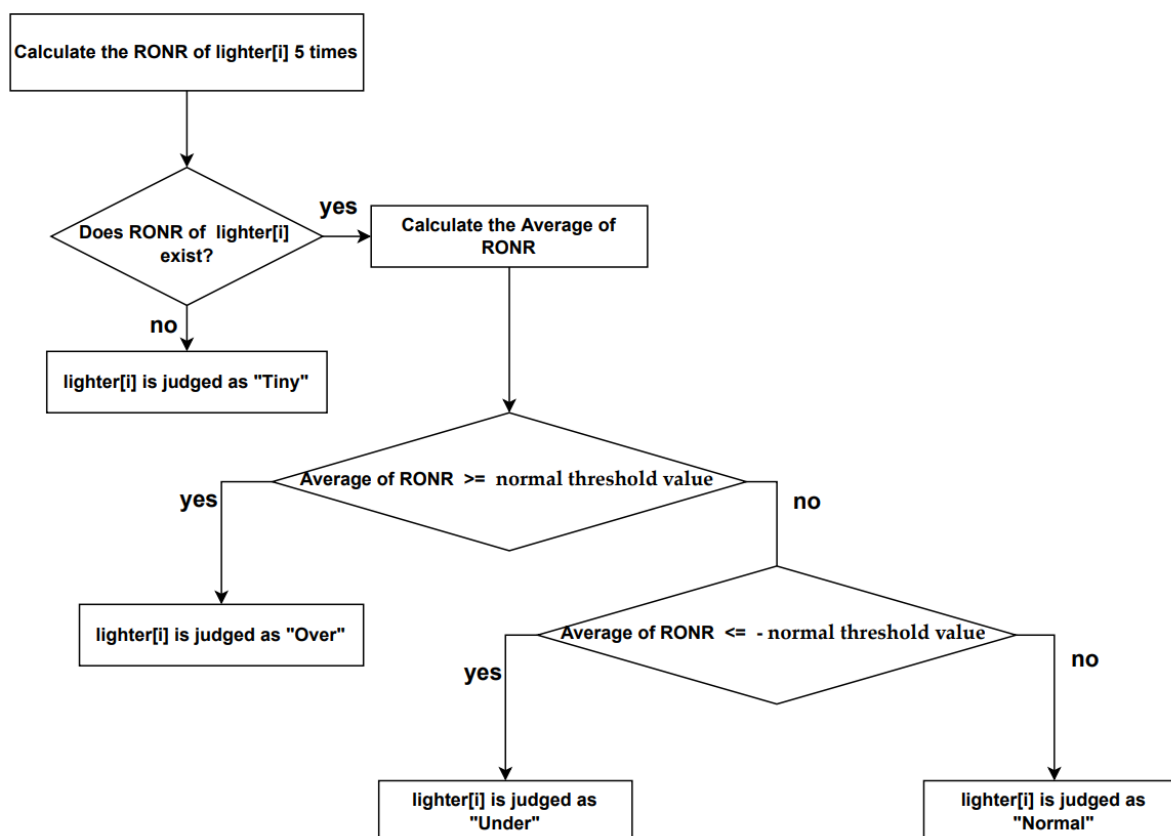 Calculate the RONR of lighter[i] 5 times
yes
Does RONR of lighter[i]
exist?
Calculate the Average of
RONR
no
lighter[i] is judged as "Tiny"
Average of RONR >= normal threshold value
yes
no
lighter[i] is judged as "Over"
Average of RONR <= - normal threshold value
yes
no
lighter[i] is judged as
"Under"
lighter[i] is judged as
"Normal"